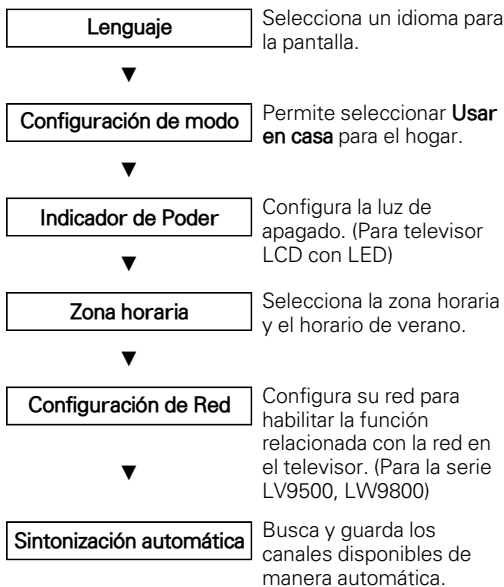 Lenguaje
Selecciona un idioma para
la pantalla.
▼
Configuración de modo
Permite seleccionar Usar
en casa para el hogar.
▼
Indicador de Poder
Configura la luz de
apagado. (Para televisor
LCD con LED)
▼
Zona horaria
Selecciona la zona horaria
y el horario de verano.
▼
Configuración de Red
Configura su red para
habilitar la función
relacionada con la red en
el televisor. (Para la serie
LV9500, LW9800)
▼
Sintonización automática
Busca y guarda los
canales disponibles de
manera automática.